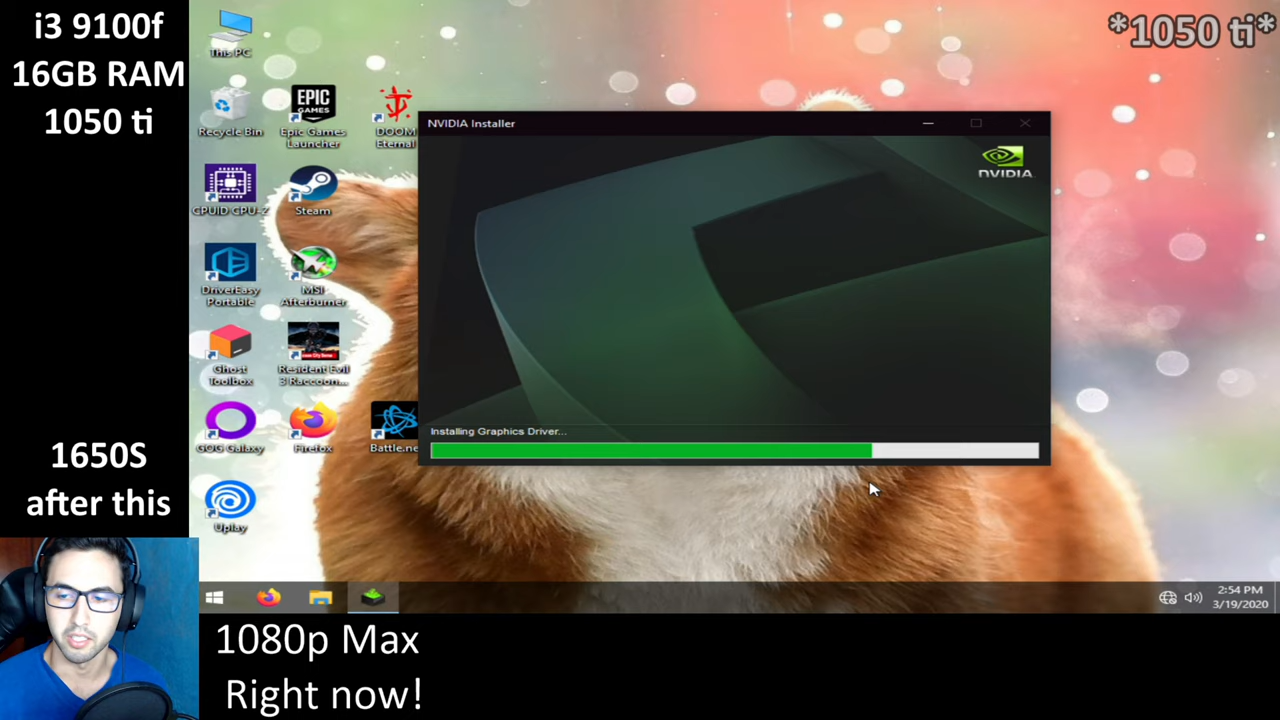 i3 9100f
16GB RAM
1050 ti
*1050 ti*
This PC
Recycle Bin
Epic Games
Launcher
DOOM
Eternal
EPIC
GAMES
CPUID CPU-Z
Steam
DriverEasy
Portable
MSI
Afterburner
Ghost
Toolbox
Resident Evil
3 Raccoon...
GOG Galaxy
Firefox
Battle.ne
Uplay
NVIDIA Installer
NVIDIA
Installing Graphics Driver...
1650S
after this
2:54 PM
3/19/2020
1080p Max
Right now!